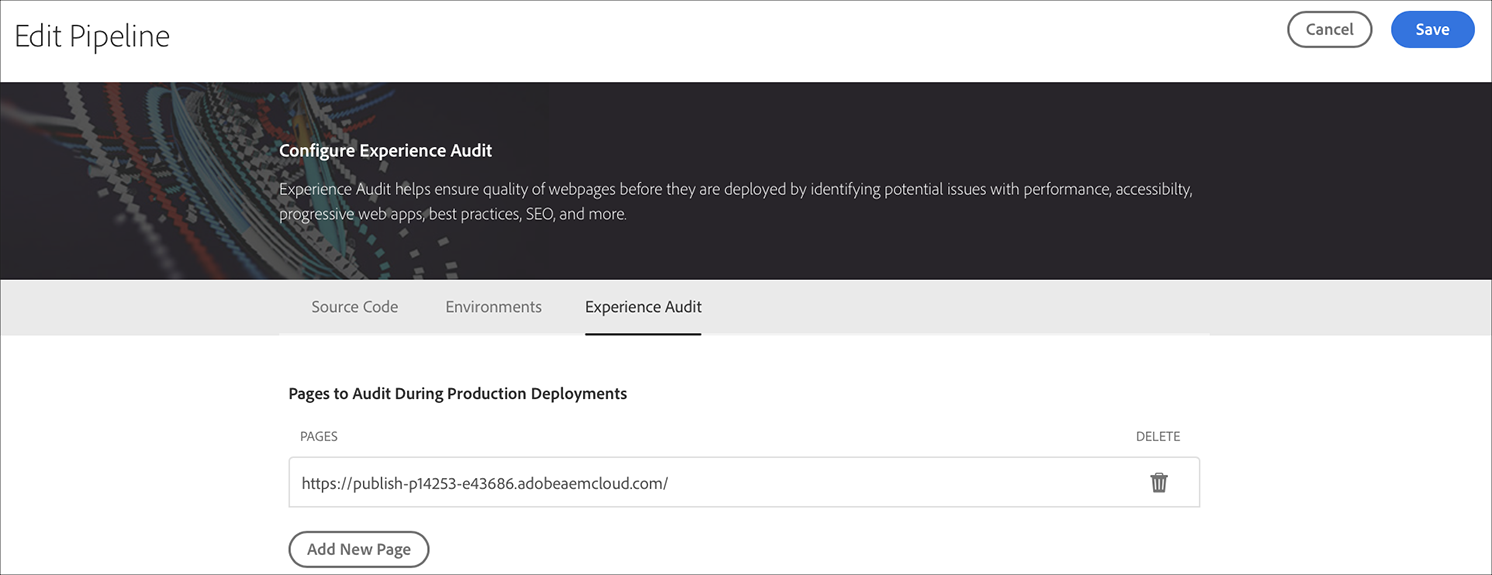 Edit Pipeline
Cancel
Save
Configure Experience Audit
Experience Audit helps ensure quality of webpages before they are deployed by identifying potential issues with performance, accessibilty,
progressive web apps, best practices, SEO, and more.
Source Code
Environments
Experience Audit
Pages to Audit During Production Deployments
PAGES
DELETE
https://publish-p14253-e43686.adobeaemcloud.com/
Add New Page